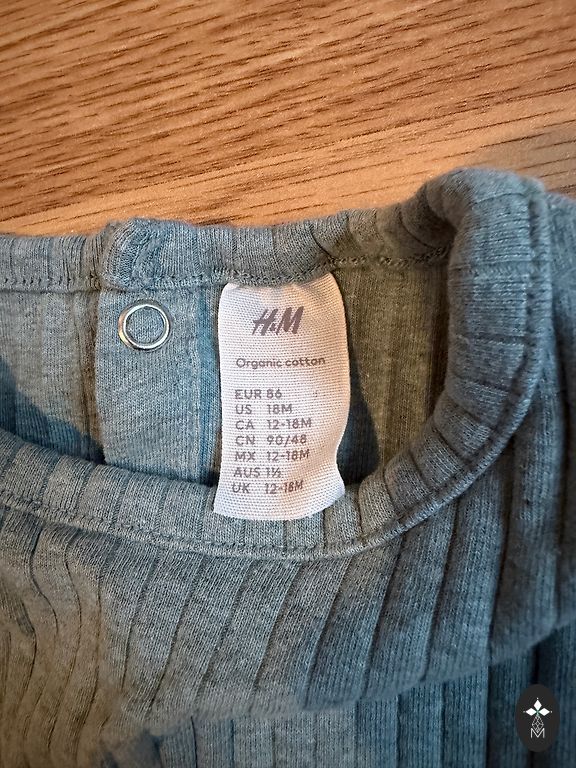 H&M
Organic cotton
EUR 86
US 18M
CA 12-18M
CN 90/48
MX 12-18M
AUS 1½
UK 12-18M
M